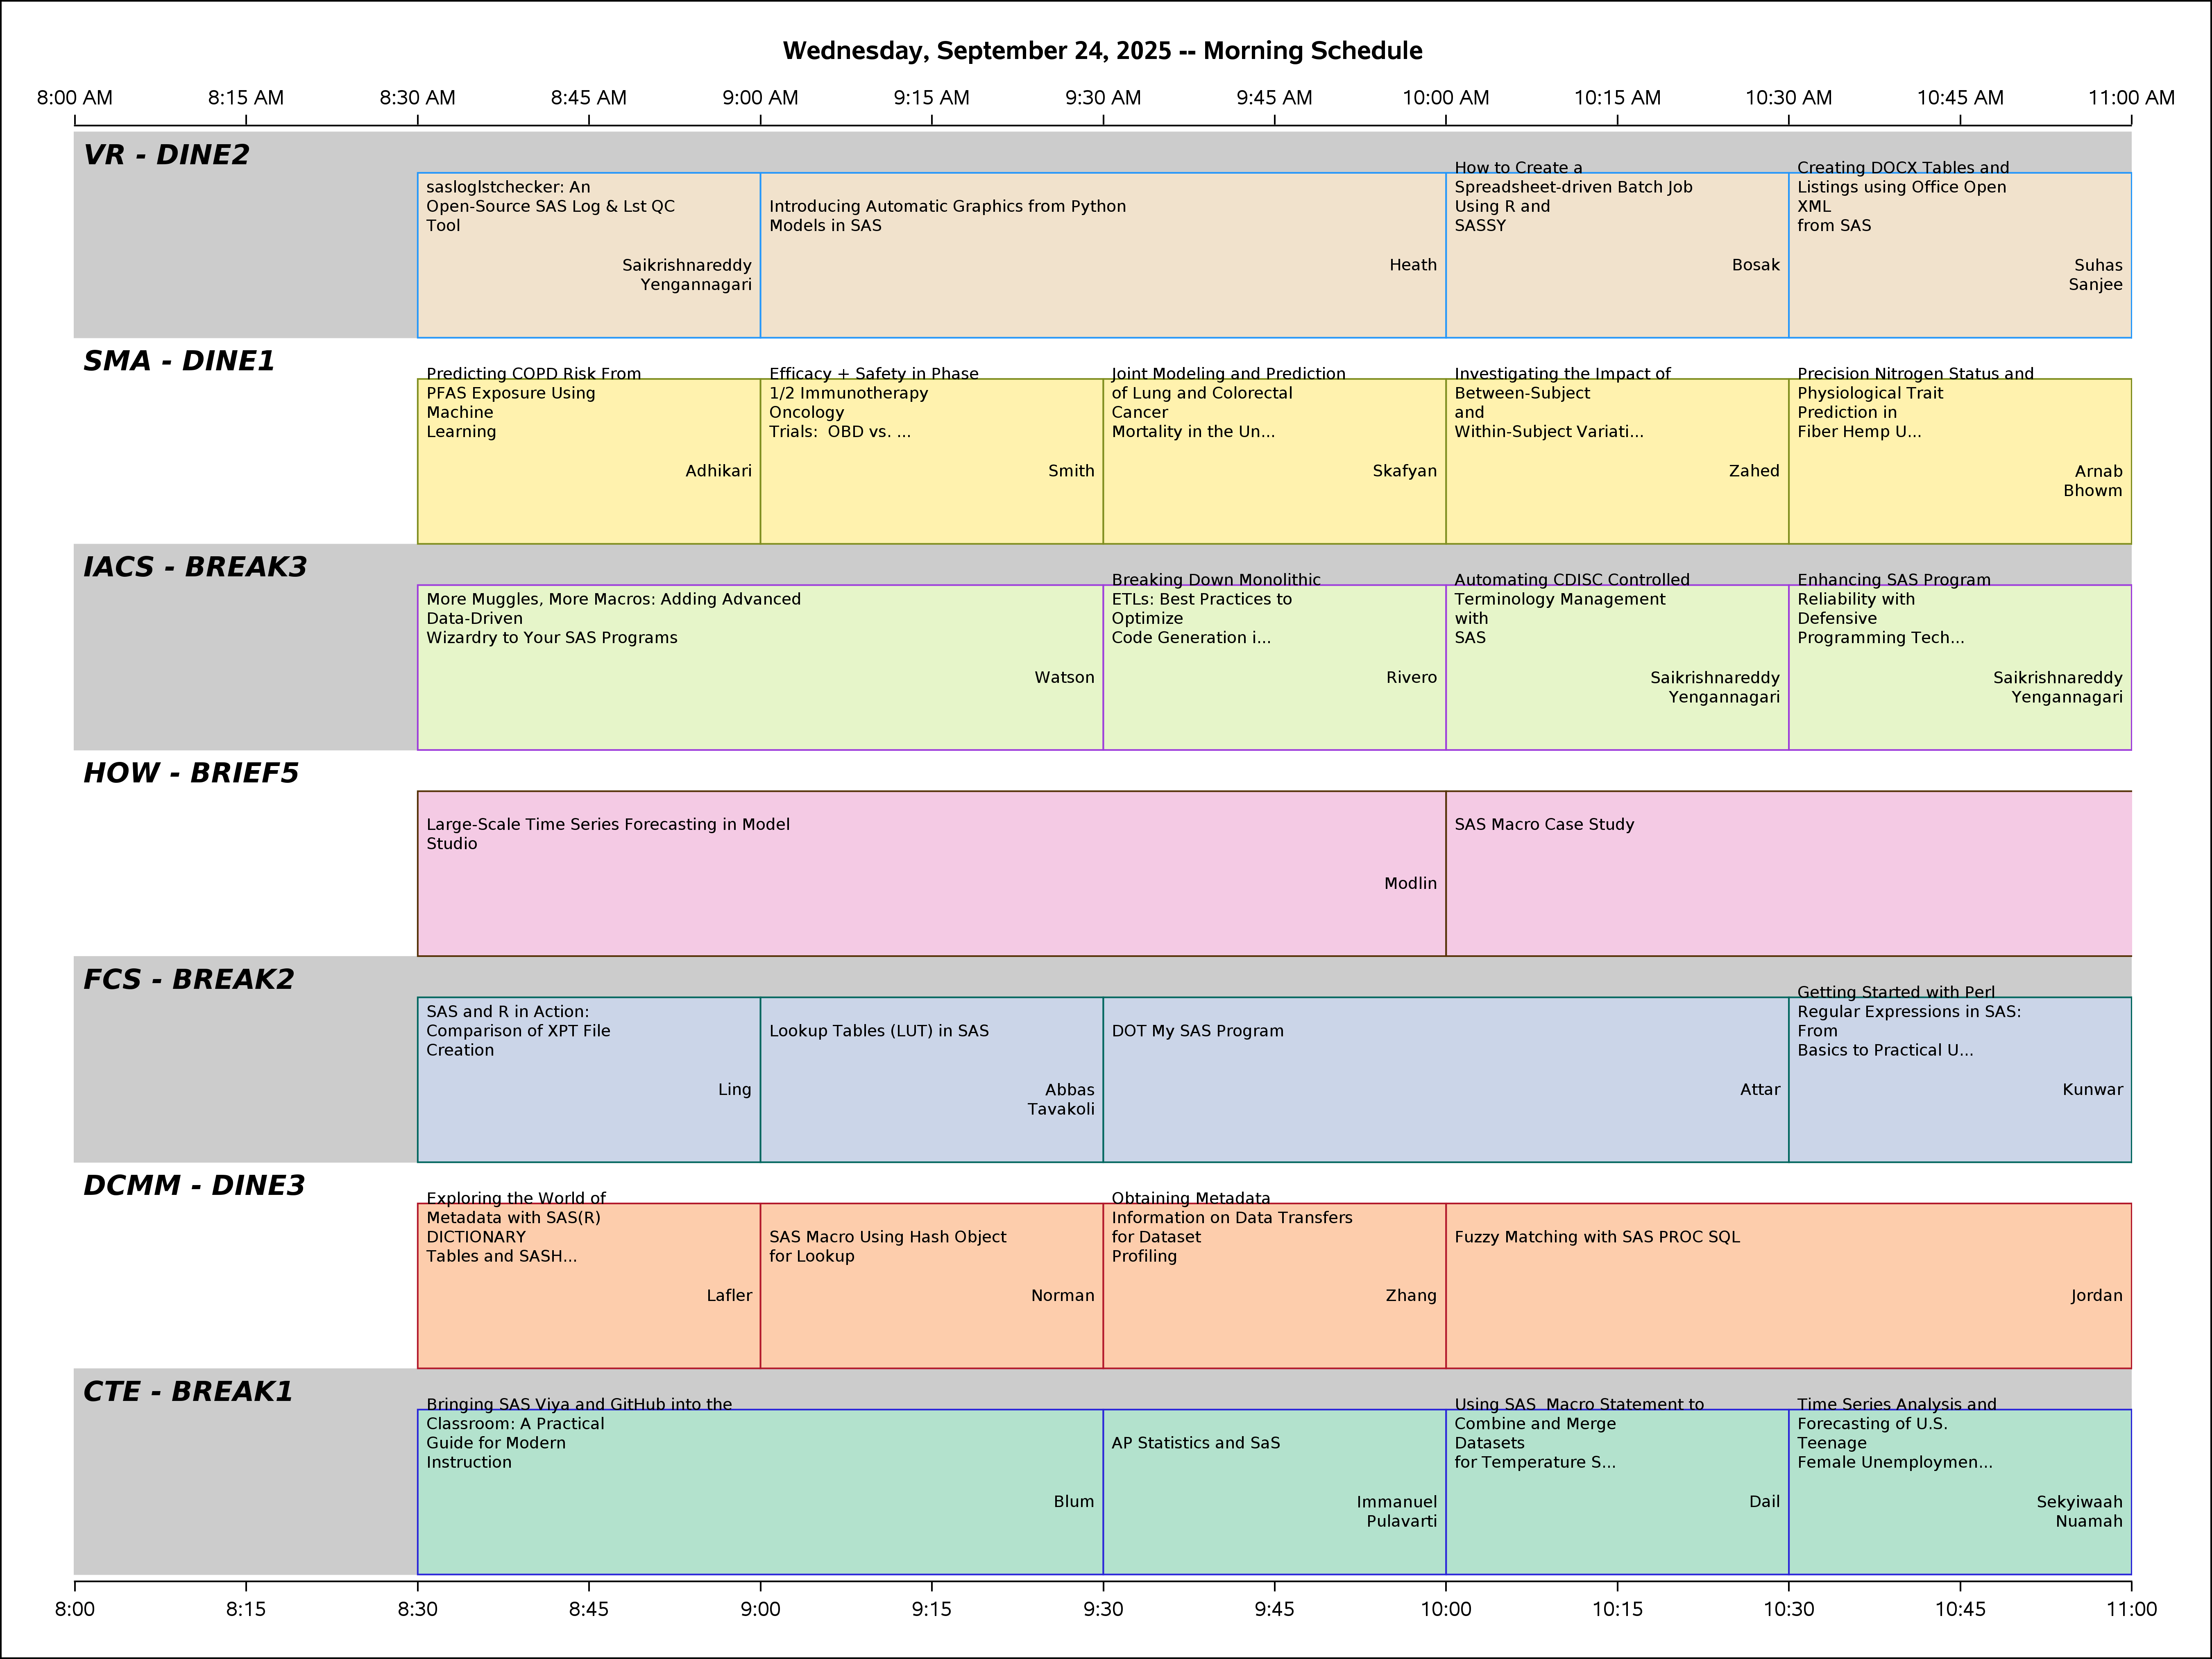 Wednesday, September 24, 2025 -- Morning Schedule
8:00 AM 8:15 AM 8:30 AM 8:45 AM 9:00 AM 9:15 AM 9:30 AM 9:45 AM 10:00 AM 10:15 AM 10:30 AM 10:45 AM 11:00 AM
VR - DINE2
sasloglstchecker: An
Open-Source SAS Log & Lst QC
Tool
Saikrishnareddy
Yengannagari
Introducing Automatic Graphics from Python
Models in SAS
Heath
How to Create a
Spreadsheet-driven Batch Job
Using R and
SASSY
Bosak
Creating DOCX Tables and
Listings using Office Open
XML
from SAS
Suhas
Sanjee
SMA - DINE1
Predicting COPD Risk From
PFAS Exposure Using
Machine
Learning
Adhikari
Efficacy + Safety in Phase
1/2 Immunotherapy
Oncology
Trials:  OBD vs. ...
Smith
Joint Modeling and Prediction
of Lung and Colorectal
Cancer
Mortality in the Un...
Skafyan
Investigating the Impact of
Between-Subject
and
Within-Subject Variati...
Zahed
Precision Nitrogen Status and
Physiological Trait
Prediction in
Fiber Hemp U...
Arnab
Bhowm
IACS - BREAK3
More Muggles, More Macros: Adding Advanced
Data-Driven
Wizardry to Your SAS Programs
Watson
Breaking Down Monolithic
ETLs: Best Practices to
Optimize
Code Generation i...
Rivero
Automating CDISC Controlled
Terminology Management
with
SAS
Saikrishnareddy
Yengannagari
Enhancing SAS Program
Reliability with
Defensive
Programming Tech...
Saikrishnareddy
Yengannagari
HOW - BRIEF5
Large-Scale Time Series Forecasting in Model
Studio
Modlin
SAS Macro Case Study
FCS - BREAK2
SAS and R in Action:
Comparison of XPT File
Creation
Ling
Lookup Tables (LUT) in SAS
Abbas
Tavakoli
DOT My SAS Program
Attar
Getting Started with Perl
Regular Expressions in SAS:
From
Basics to Practical U...
Kunwar
DCMM - DINE3
Exploring the World of
Metadata with SAS(R)
DICTIONARY
Tables and SASH...
Lafler
SAS Macro Using Hash Object
for Lookup
Norman
Obtaining Metadata
Information on Data Transfers
for Dataset
Profiling
Zhang
Fuzzy Matching with SAS PROC SQL
Jordan
CTE - BREAK1
Bringing SAS Viya and GitHub into the
Classroom: A Practical
Guide for Modern
Instruction
Blum
AP Statistics and SaS
Immanuel
Pulavarti
Using SAS  Macro Statement to
Combine and Merge
Datasets
for Temperature S...
Dail
Time Series Analysis and
Forecasting of U.S.
Teenage
Female Unemploymen...
Sekyiwaah
Nuamah
8:00 8:15 8:30 8:45 9:00 9:15 9:30 9:45 10:00 10:15 10:30 10:45 11:00